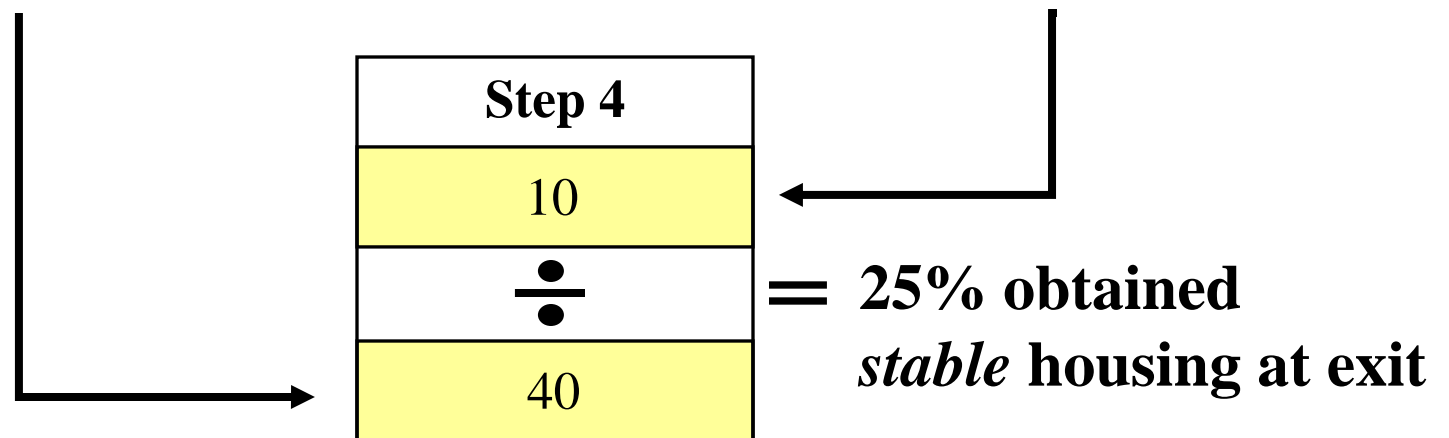 Step 4
10
÷
= 25% obtained
stable housing at exit
40